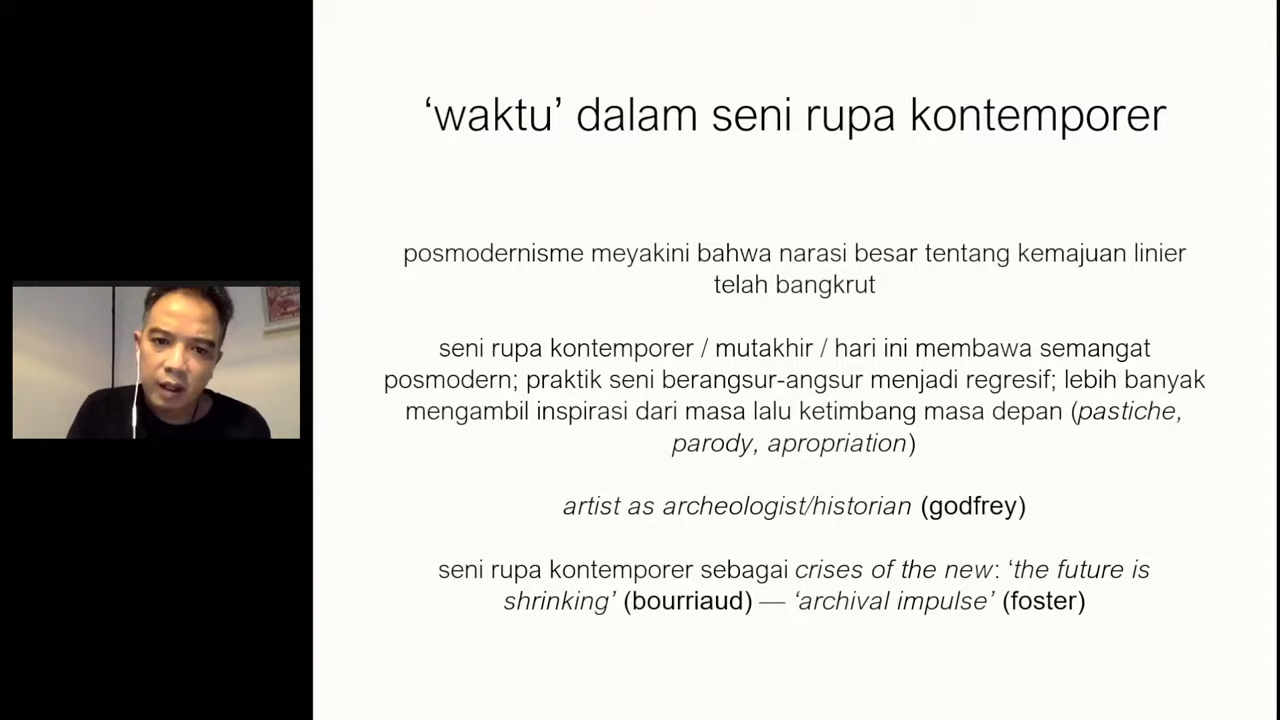 ‘waktu’ dalam seni rupa kontemporer
posmodernisme meyakini bahwa narasi besar tentang kemajuan linier
telah bangkrut
seni rupa kontemporer / mutakhir / hari ini membawa semangat
posmodern; praktik seni berangsur-angsur menjadi regresif; lebih banyak
mengambil inspirasi dari masa lalu ketimbang masa depan (pastiche,
parody, apropriation)
artist as archeologist/historian (godfrey)
seni rupa kontemporer sebagai crises of the new: ‘the future is
shrinking’ (bourriaud) — ‘archival impulse’ (foster)